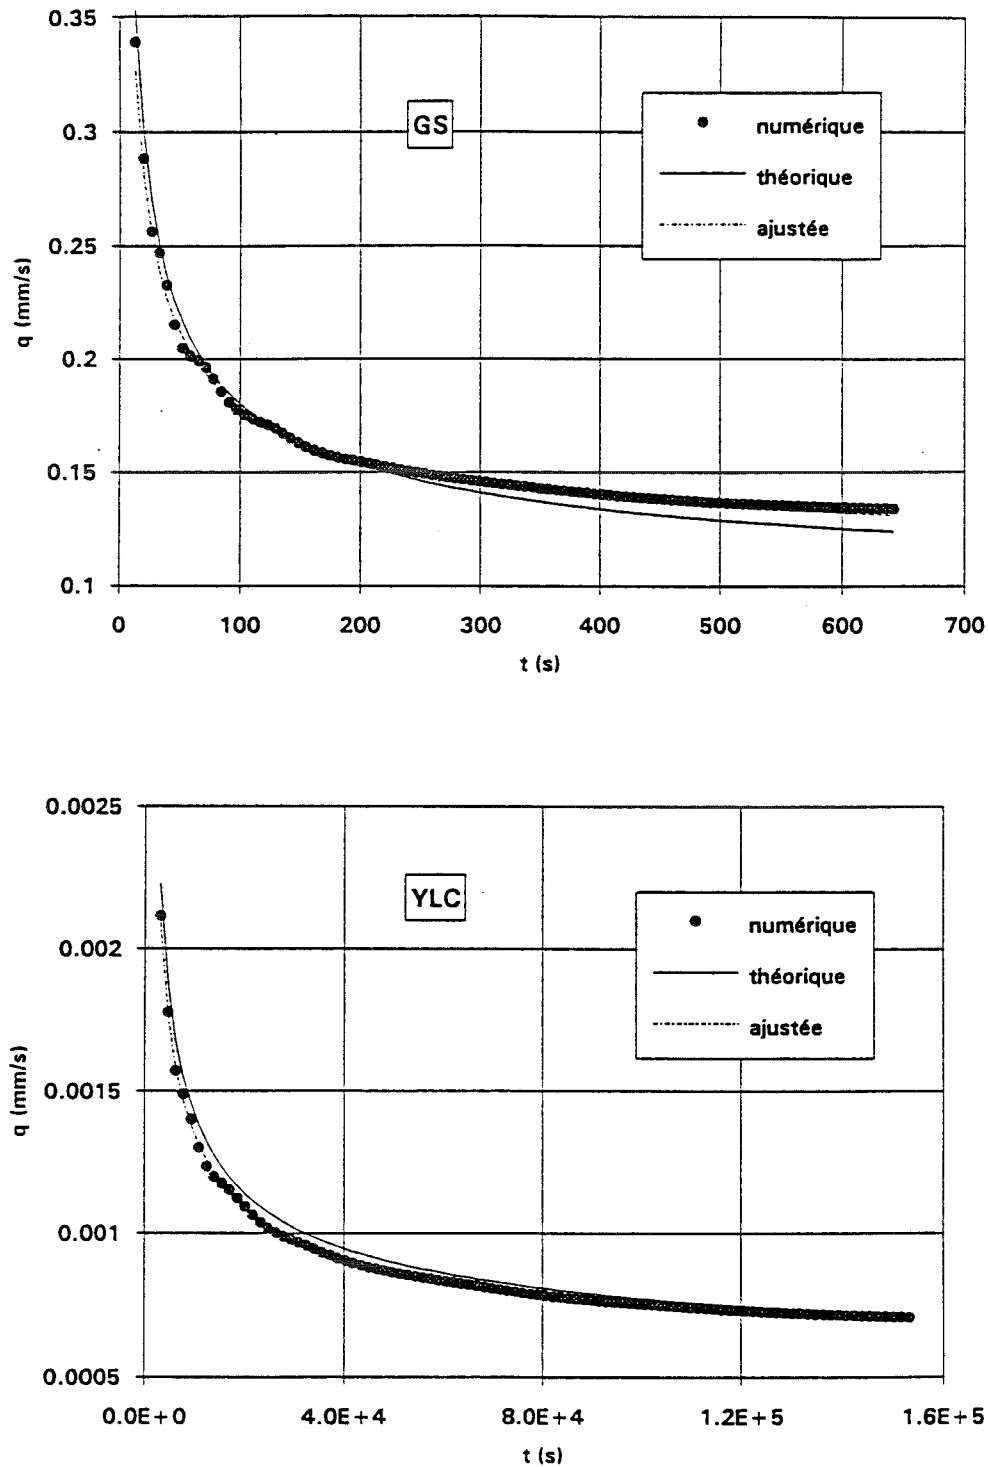 0.35
0.3
0.25
0.2
0.15
0.1
q (mm/s)
GS
numérique
théorique
ajustée
0 100 200 300 400 500 600 700
t (s)
0.0025
0.002
0.0015
0.001
0.0005
q (mm/s)
YLC
numérique
théorique
ajustée
0.0E+0 4.0E+4 8.0E+4 1.2E+5 1.6E+5
t (s)